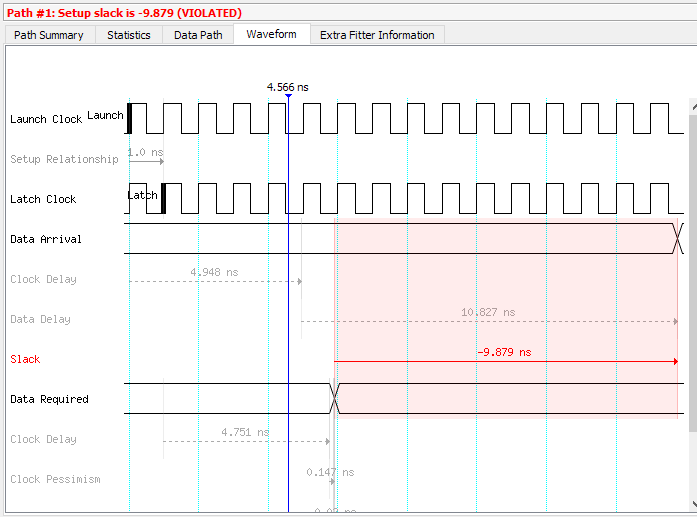 Path #1: Setup slack is -9.879 (VIOLATED)
Path Summary Statistics Data Path Waveform Extra Fitter Information
4.566 ns
Launch Clock Launch
Setup Relationship 1.0 ns
Latch Clock Latch
Data Arrival
Clock Delay 4.948 ns
Data Delay 10.827 ns
Slack -9.879 ns
Data Required
Clock Delay 4.751 ns
Clock Pessimism 0.147 ns